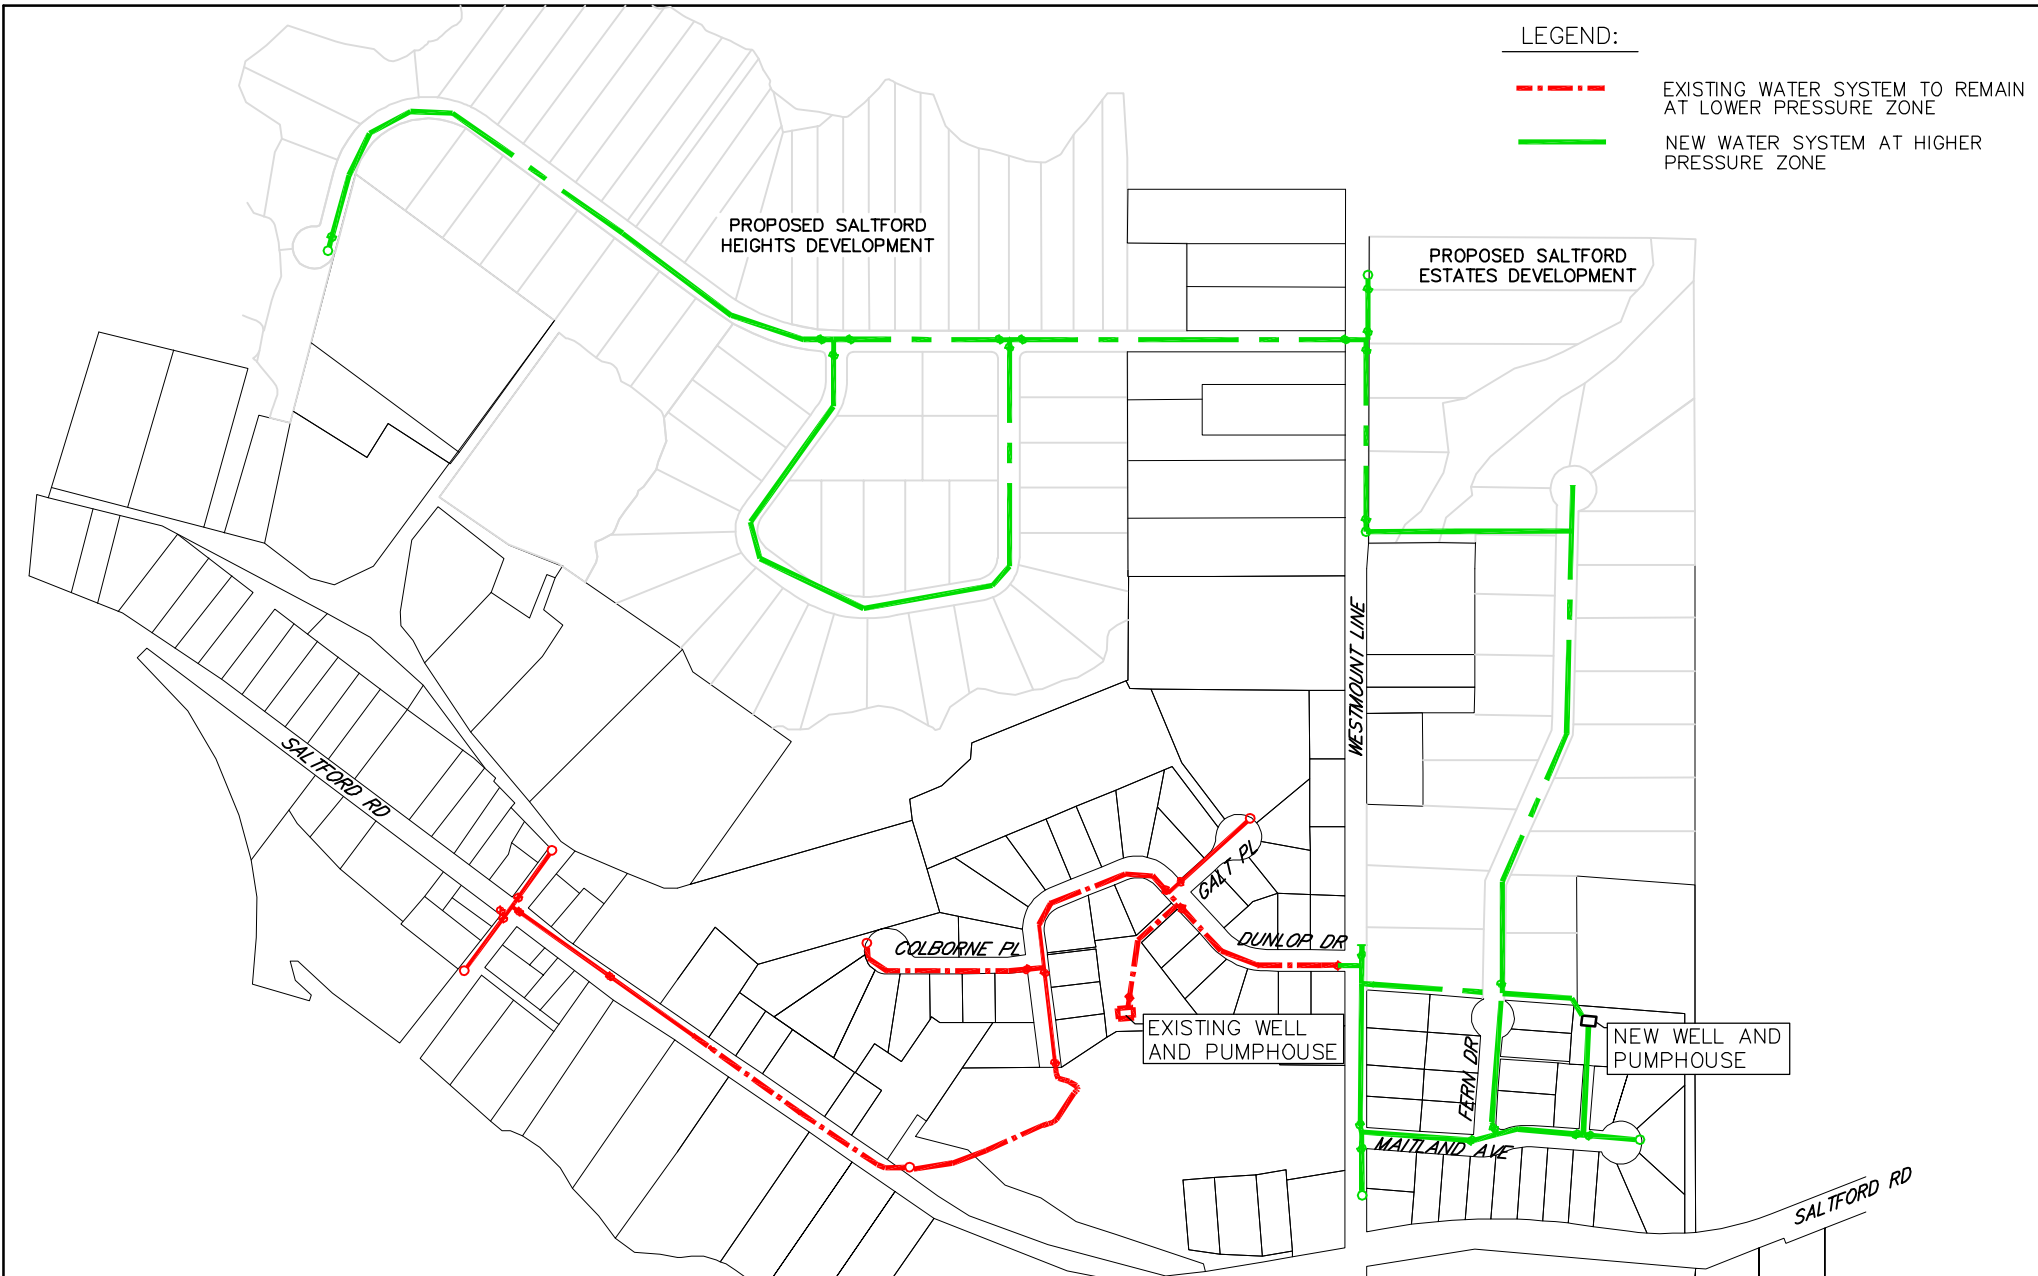 LEGEND:
EXISTING WATER SYSTEM TO REMAIN
AT LOWER PRESSURE ZONE
NEW WATER SYSTEM AT HIGHER
PRESSURE ZONE
PROPOSED SALTFORD
HEIGHTS DEVELOPMENT
PROPOSED SALTFORD
ESTATES DEVELOPMENT
WESTMOUNT LINE
SALTFORD RD
GALT PL
COLBORNE PL
DUNLOP DR
EXISTING WELL
AND PUMPHOUSE
NEW WELL AND
PUMPHOUSE
FERN DR
MAITLAND AVE
SALTFORD RD